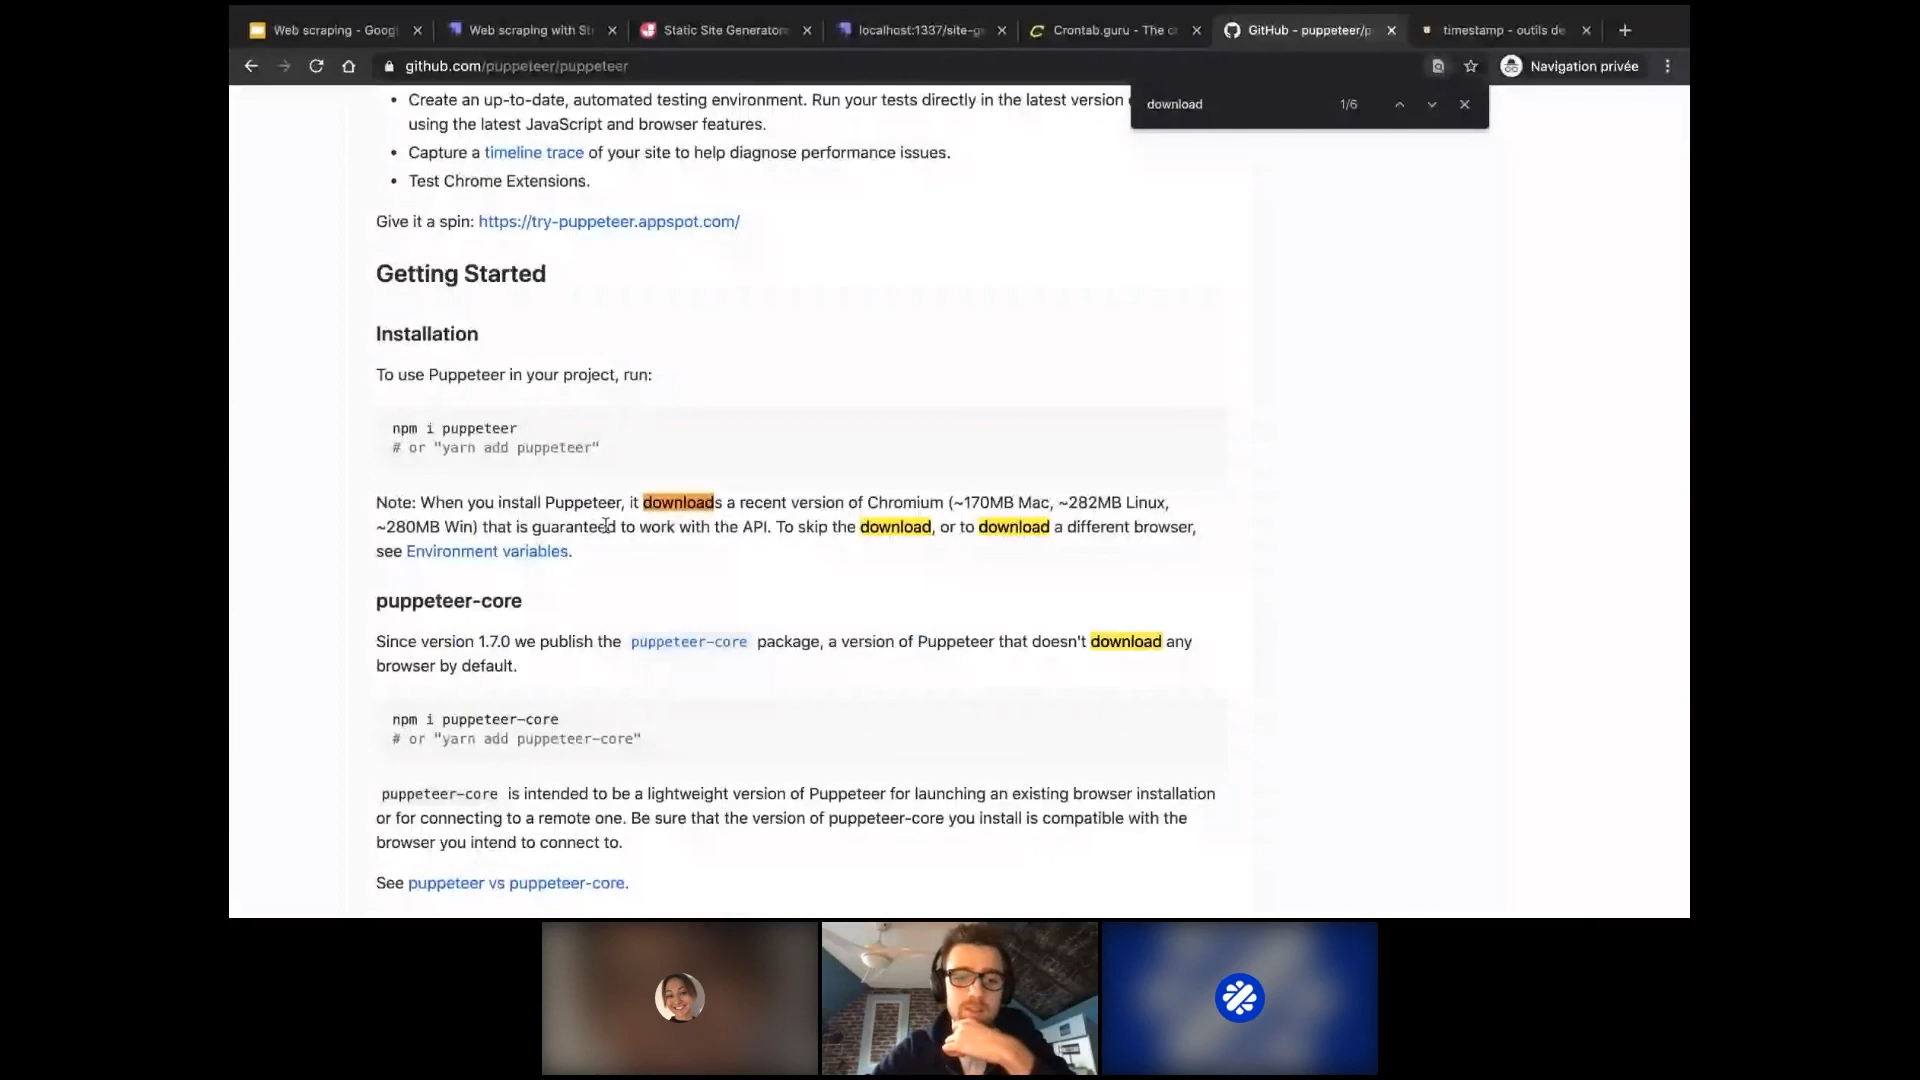 Web scraping - Goog
Web scraping with St
Static Site Generators
localhost:1337/site-g
Crontab.guru - The c
GitHub - puppeteer/p
timestamp - outils de
github.com/puppeteer/puppeteer
Navigation privée
download
1/6
• Create an up-to-date, automated testing environment. Run your tests directly in the latest version
using the latest JavaScript and browser features.
• Capture a timeline trace of your site to help diagnose performance issues.
• Test Chrome Extensions.
Give it a spin: https://try-puppeteer.appspot.com/
Getting Started
Installation
To use Puppeteer in your project, run:
npm i puppeteer
# or "yarn add puppeteer"
Note: When you install Puppeteer, it downloads a recent version of Chromium (~170MB Mac, ~282MB Linux,
~280MB Win) that is guaranteed to work with the API. To skip the download, or to download a different browser,
see Environment variables.
puppeteer-core
Since version 1.7.0 we publish the puppeteer-core package, a version of Puppeteer that doesn't download any
browser by default.
npm i puppeteer-core
# or "yarn add puppeteer-core"
puppeteer-core is intended to be a lightweight version of Puppeteer for launching an existing browser installation
or for connecting to a remote one. Be sure that the version of puppeteer-core you install is compatible with the
browser you intend to connect to.
See puppeteer vs puppeteer-core.